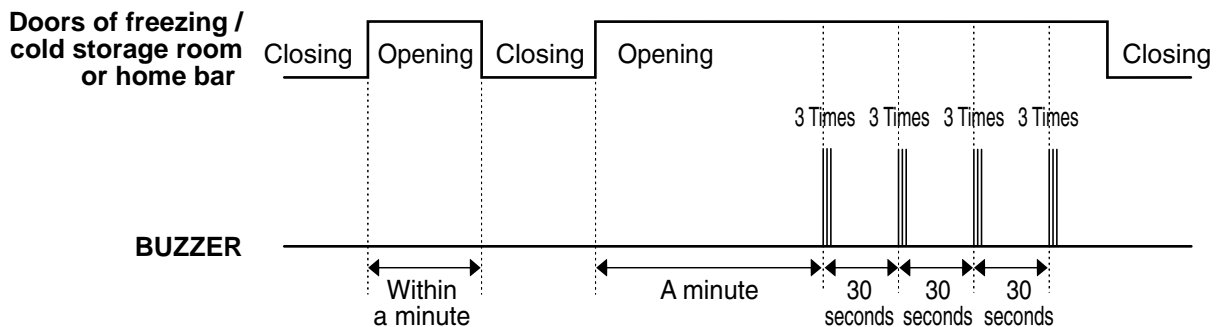 Doors of freezing /
cold storage room
or home bar
Closing Opening Closing Opening Closing
3 Times 3 Times 3 Times 3 Times
BUZZER
Within
a minute
A minute
30
seconds
30
seconds
30
seconds